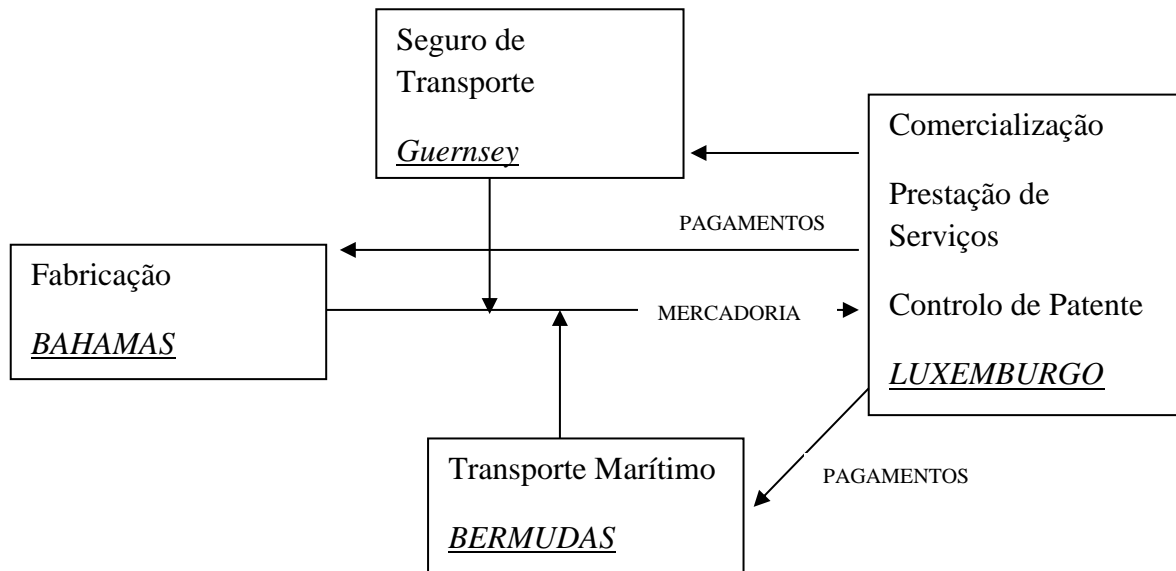 Seguro de
Transporte
Guernsey
Comercialização
Prestação de
Serviços
Controlo de Patente
LUXEMBURGO
PAGAMENTOS
Fabricação
BAHAMAS
MERCADORIA
Transporte Marítimo
BERMUDAS
PAGAMENTOS